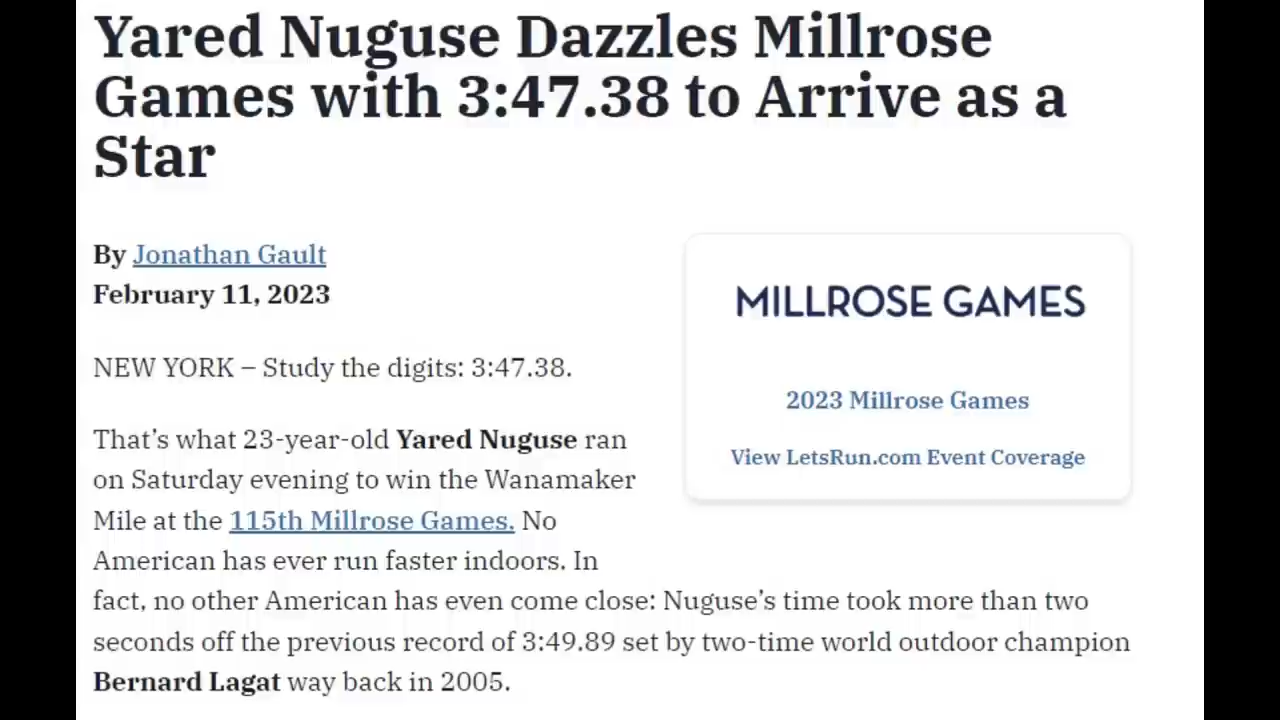 Yared Nuguse Dazzles Millrose
Games with 3:47.38 to Arrive as a
Star
By Jonathan Gault
February 11, 2023
MILLROSE GAMES
2023 Millrose Games
View LetsRun.com Event Coverage
NEW YORK – Study the digits: 3:47.38.
That’s what 23-year-old Yared Nuguse ran
on Saturday evening to win the Wanamaker
Mile at the 115th Millrose Games. No
American has ever run faster indoors. In
fact, no other American has even come close: Nuguse’s time took more than two
seconds off the previous record of 3:49.89 set by two-time world outdoor champion
Bernard Lagat way back in 2005.